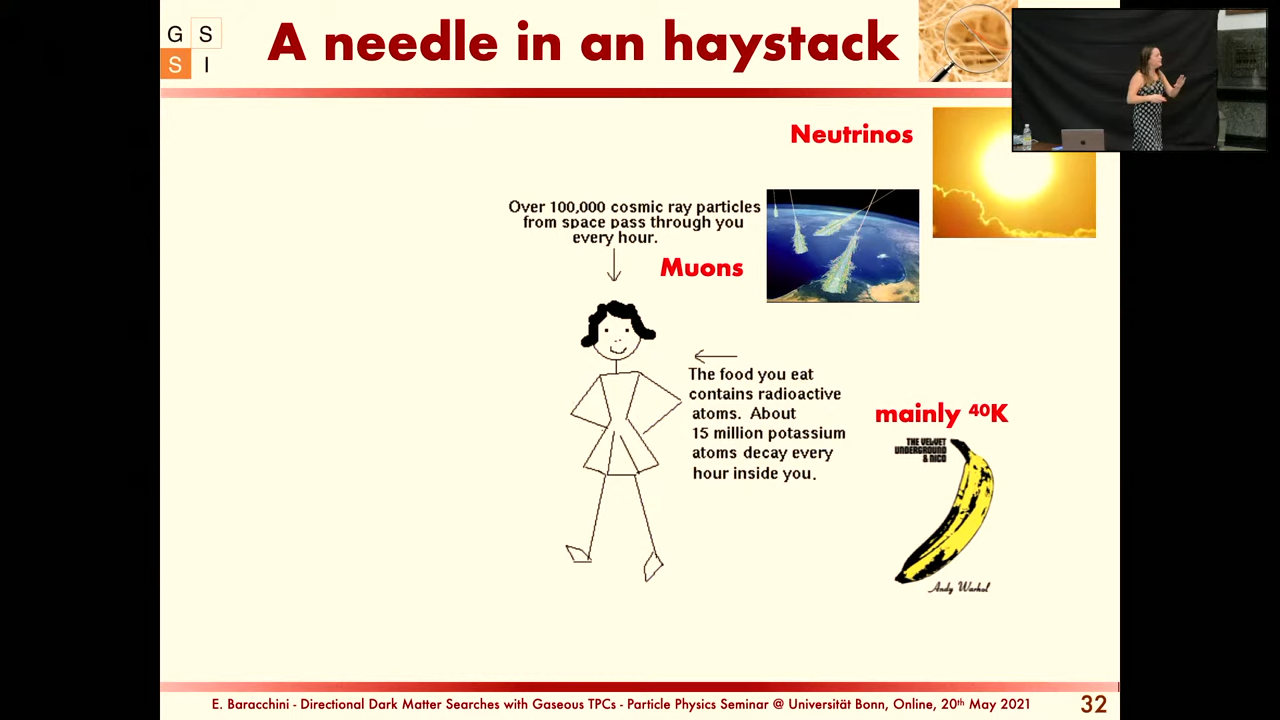 G S
S I
A needle in an haystack
Neutrinos
Over 100,000 cosmic ray particles
from space pass through you
every hour.
Muons
The food you eat
contains radioactive
atoms. About
15 million potassium
atoms decay every
hour inside you.
mainly ⁴⁰K
THE VELVET
UNDERGROUND
& NICO
Andy Warhol
E. Baracchini - Directional Dark Matter Searches with Gaseous TPCs - Particle Physics Seminar @ Universität Bonn, Online, 20th May 2021
32